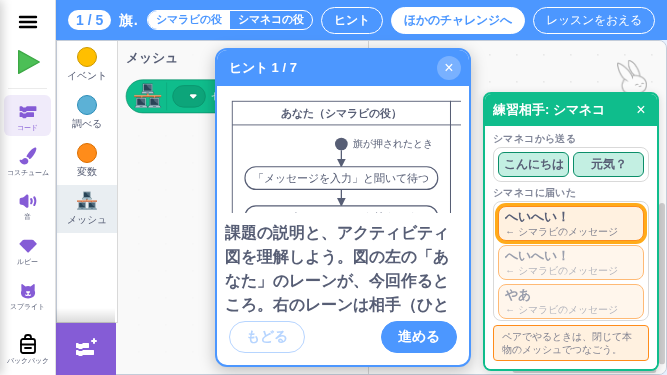 1 / 5
旗.
シマラビの役
シマネコの役
ヒント
ほかのチャレンジへ
レッスンをおえる
コード
コスチューム
音
ルビー
スプライト
バックパック
イベント
調べる
変数
メッシュ
メッシュ
ヒント 1 / 7
×
あなた（シマラビの役）
旗が押されたとき
「メッセージを入力」と聞いて待つ
課題の説明と、アクティビティ
図を理解しよう。図の左の「あ
なた」のレーンが、今回作ると
ころ。右のレーンは相手（ひと
もどる
進める
練習相手: シマネコ
×
シマネコから送る
こんにちは
元気？
シマネコに届いた
へいへい！
← シマラビのメッセージ
へいへい！
← シマラビのメッセージ
やあ
← シマラビのメッセージ
ペアでやるときは、閉じて本
物のメッシュでつなごう。